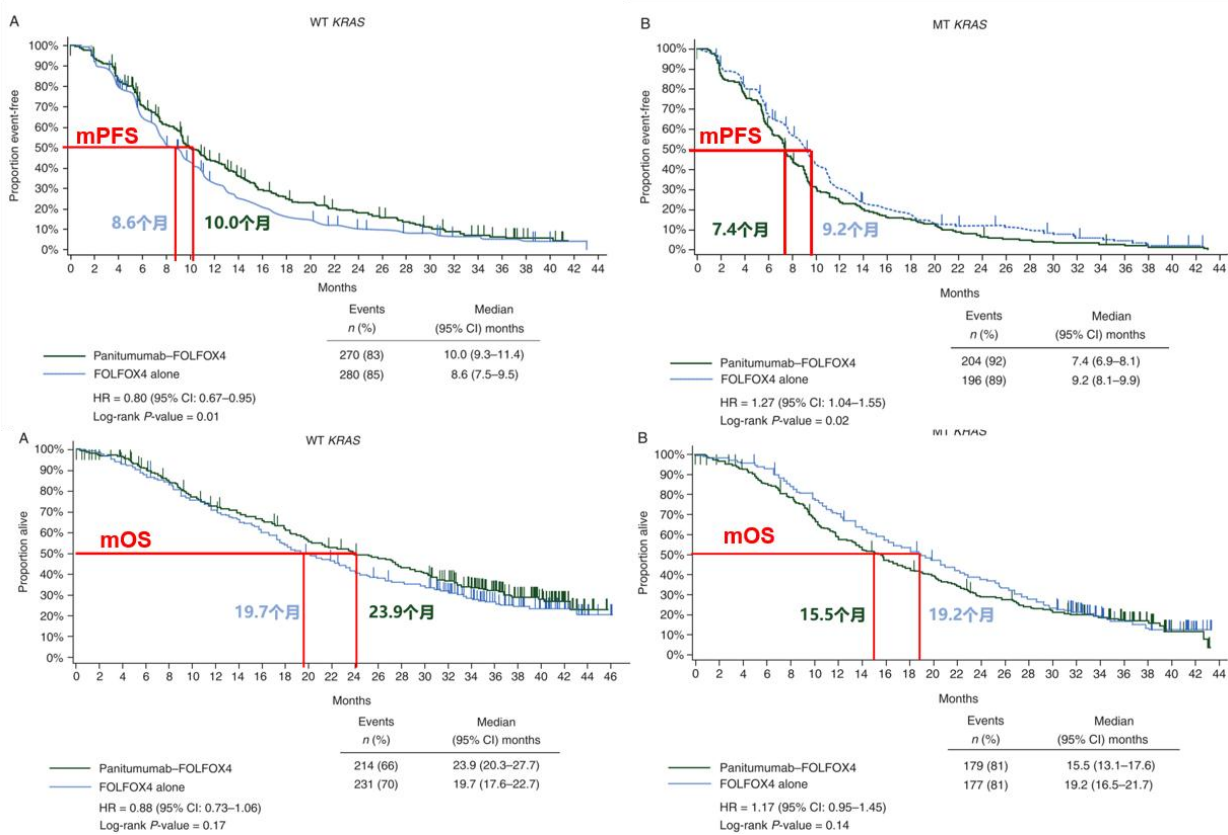 A
WT KRAS
Proportion event-free
100%
90%
80%
70%
60%
50%
40%
30%
20%
10%
0%
mPFS
8.6个月
10.0个月
0 2 4 6 8 10 12 14 16 18 20 22 24 26 28 30 32 34 36 38 40 42 44
Months
Events
n (%)
Median
(95% CI) months
Panitumumab–FOLFOX4 270 (83) 10.0 (9.3–11.4)
FOLFOX4 alone 280 (85) 8.6 (7.5–9.5)
HR = 0.80 (95% CI: 0.67–0.95)
Log-rank P-value = 0.01
B
MT KRAS
Proportion event-free
100%
90%
80%
70%
60%
50%
40%
30%
20%
10%
0%
mPFS
7.4个月
9.2个月
0 2 4 6 8 10 12 14 16 18 20 22 24 26 28 30 32 34 36 38 40 42 44
Months
Events
n (%)
Median
(95% CI) months
Panitumumab–FOLFOX4 204 (92) 7.4 (6.9–8.1)
FOLFOX4 alone 196 (89) 9.2 (8.1–9.9)
HR = 1.27 (95% CI: 1.04–1.55)
Log-rank P-value = 0.02
A
WT KRAS
Proportion alive
100%
90%
80%
70%
60%
50%
40%
30%
20%
10%
0%
mOS
19.7个月
23.9个月
0 2 4 6 8 10 12 14 16 18 20 22 24 26 28 30 32 34 36 38 40 42 44 46
Months
Events
n (%)
Median
(95% CI) months
Panitumumab–FOLFOX4 214 (66) 23.9 (20.3–27.7)
FOLFOX4 alone 231 (70) 19.7 (17.6–22.7)
HR = 0.88 (95% CI: 0.73–1.06)
Log-rank P-value = 0.17
B
MT KRAS
Proportion alive
100%
90%
80%
70%
60%
50%
40%
30%
20%
10%
0%
mOS
15.5个月
19.2个月
0 2 4 6 8 10 12 14 16 18 20 22 24 26 28 30 32 34 36 38 40 42 44
Months
Events
n (%)
Median
(95% CI) months
Panitumumab–FOLFOX4 179 (81) 15.5 (13.1–17.6)
FOLFOX4 alone 177 (81) 19.2 (16.5–21.7)
HR = 1.17 (95% CI: 0.95–1.45)
Log-rank P-value = 0.14